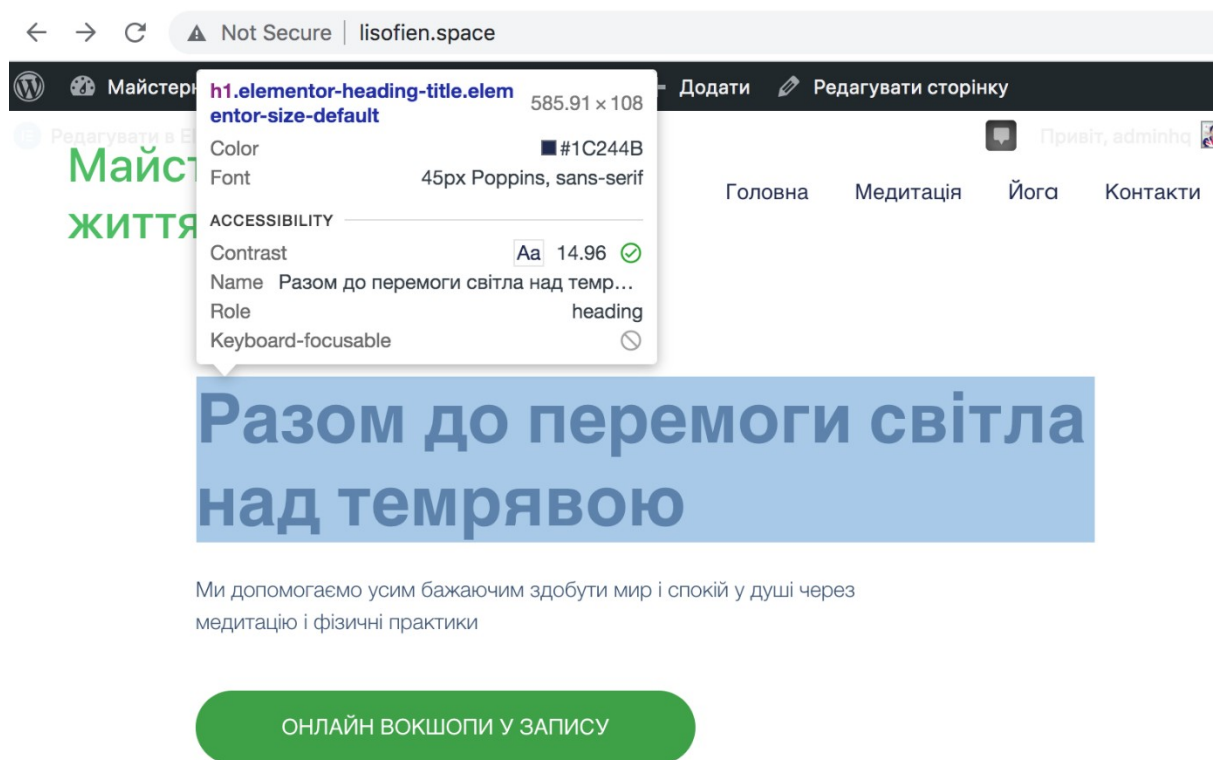 Not Secure | lisofien.space
Майстерн
Додати
Редагувати сторінку
h1.elementor-heading-title.elem
entor-size-default
585.91 × 108
Редагувати в El
Привіт, adminhq
Color #1C244B
Майст
Font 45px Poppins, sans-serif
Головна Медитація Йога Контакти
життя
ACCESSIBILITY
Contrast Aa 14.96
Name Разом до перемоги світла над темр...
Role heading
Keyboard-focusable
Разом до перемоги світла
над темрявою
Ми допомогаємо усим бажаючим здобути мир і спокій у душі через
медитацію і фізичні практики
ОНЛАЙН ВОКШОПИ У ЗАПИСУ